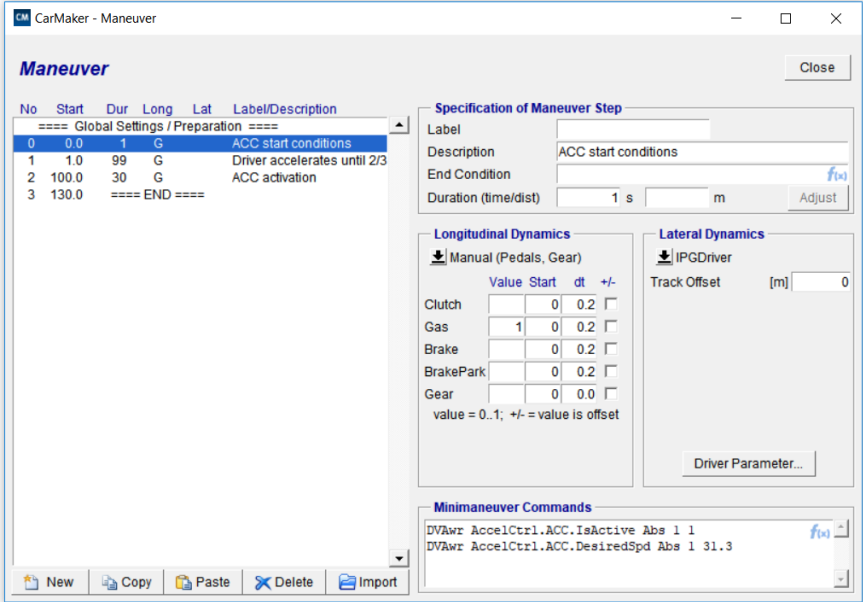 CM CarMaker - Maneuver
Maneuver
Close
No Start Dur Long Lat Label/Description
==== Global Settings / Preparation ====
0 0.0 1 G ACC start conditions
1 1.0 99 G Driver accelerates until 2/3
2 100.0 30 G ACC activation
3 130.0 ==== END ====
New Copy Paste Delete Import
Specification of Maneuver Step
Label
Description ACC start conditions
End Condition f(x)
Duration (time/dist) 1 s m Adjust
Longitudinal Dynamics
Manual (Pedals, Gear)
Value Start dt +/-
Clutch 0 0.2
Gas 1 0 0.2
Brake 0 0.2
BrakePark 0 0.2
Gear 0 0.0
value = 0..1; +/- = value is offset
Lateral Dynamics
IPGDriver
Track Offset [m] 0
Driver Parameter...
Minimaneuver Commands
DVAwr AccelCtrl.ACC.IsActive Abs 1 1 f(x)
DVAwr AccelCtrl.ACC.DesiredSpd Abs 1 31.3